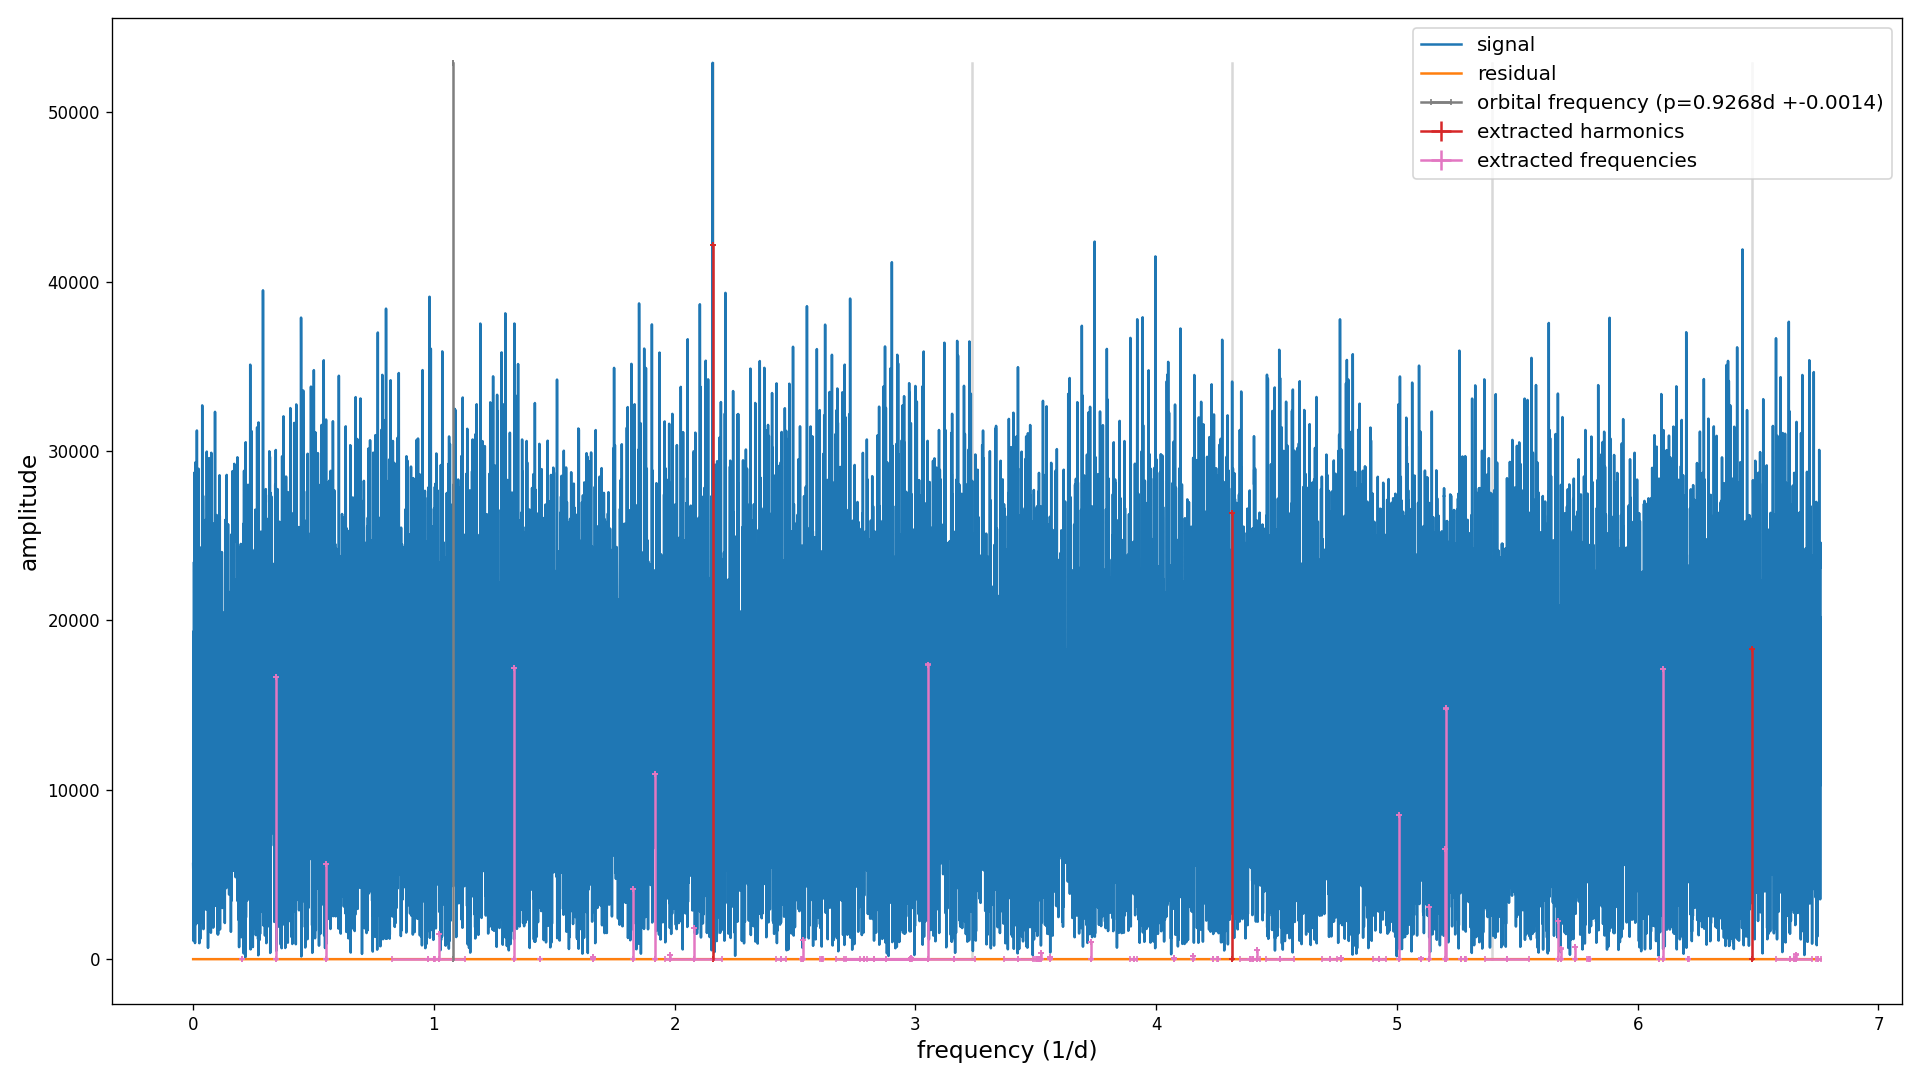 signal
residual
orbital frequency (p=0.9268d +-0.0014)
extracted harmonics
extracted frequencies
50000
40000
30000
20000
10000
0
amplitude
0 1 2 3 4 5 6 7
frequency (1/d)